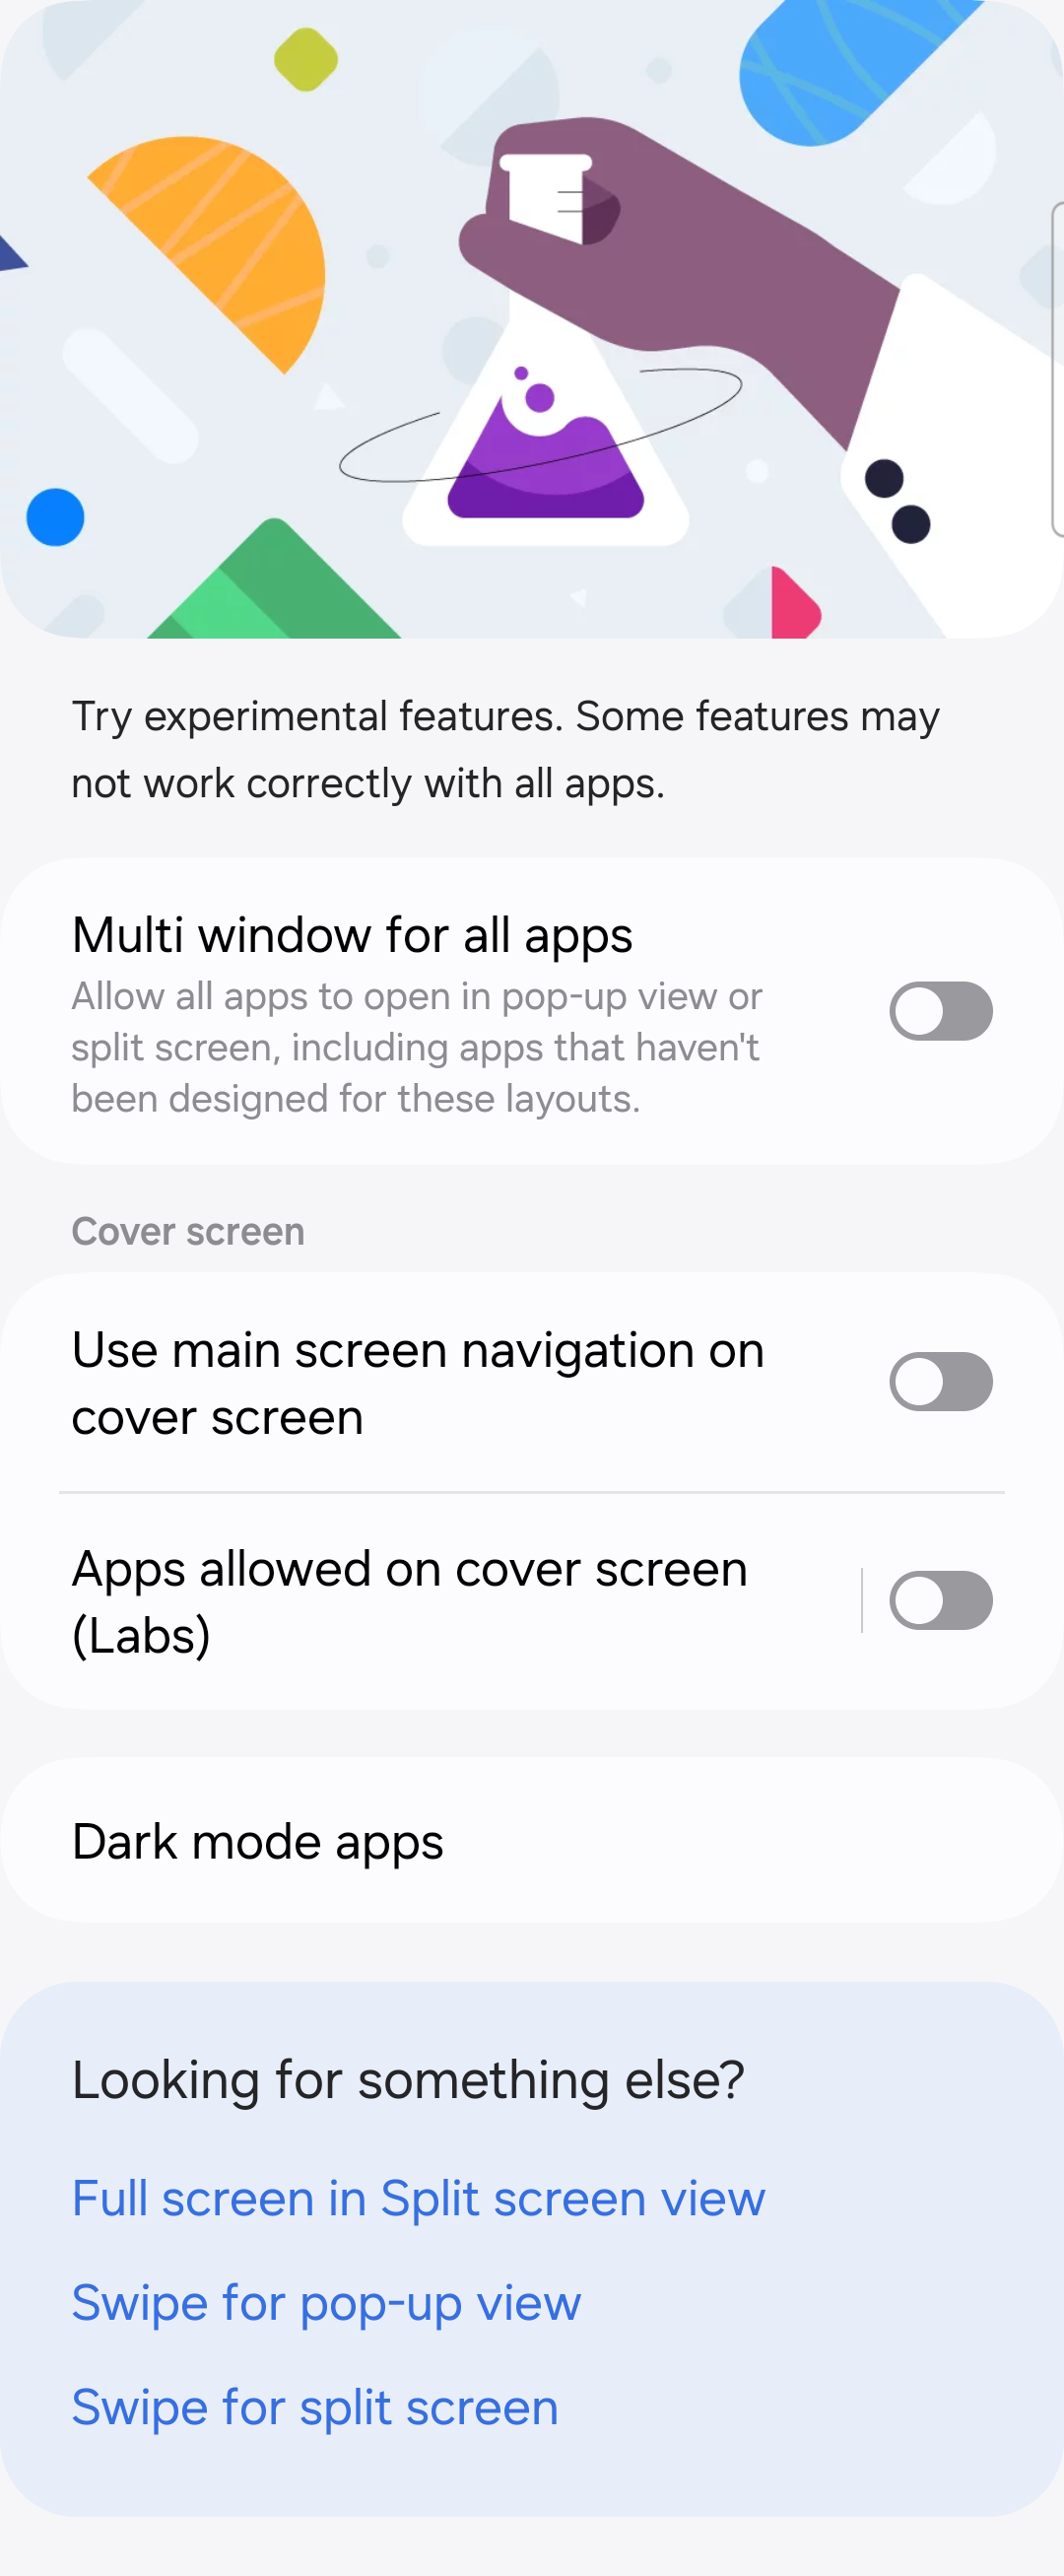 Try experimental features. Some features may
not work correctly with all apps.
Multi window for all apps
Allow all apps to open in pop-up view or
split screen, including apps that haven't
been designed for these layouts.
Cover screen
Use main screen navigation on
cover screen
Apps allowed on cover screen
(Labs)
Dark mode apps
Looking for something else?
Full screen in Split screen view
Swipe for pop-up view
Swipe for split screen